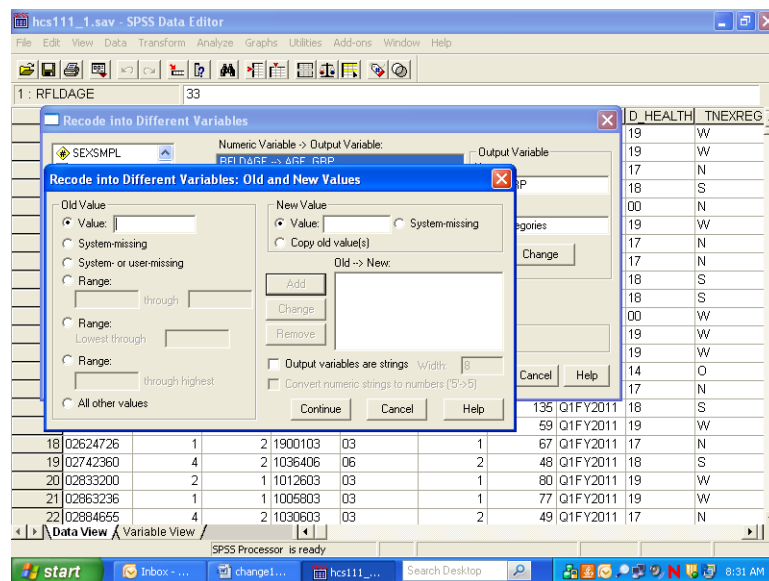 hcs111_1.sav - SPSS Data Editor
File Edit View Data Transform Analyze Graphs Utilities Add-ons Window Help
1 : RFLDAGE 33
D_HEALTH TNEXREG
Recode into Different Variables
SEXSMPL
Numeric Variable -> Output Variable:
RFLDAGE --> AGE_GRP
Output Variable
Recode into Different Variables: Old and New Values
Old Value
Value:
System-missing
System- or user-missing
Range:
through
Range:
Lowest through
Range:
through highest
All other values
New Value
Value: System-missing
Copy old value(s)
Old --> New:
Add
Change
Remove
Output variables are strings Width: 8
Convert numeric strings to numbers ('5'->5)
Continue Cancel Help
egories
Change
Cancel Help
19 W
19 W
17 N
18 S
00 N
19 W
17 N
17 N
18 S
18 S
00 W
19 W
19 W
14 O
17 N
135 Q1FY2011 18 S
59 Q1FY2011 19 W
18 02624726 1 2 1900103 03 1 67 Q1FY2011 17 N
19 02742360 4 2 1036406 06 2 48 Q1FY2011 18 S
20 02833200 2 1 1012603 03 1 80 Q1FY2011 19 W
21 02863236 1 1 1005803 03 1 77 Q1FY2011 19 W
22 02884655 4 2 1030603 03 2 49 Q1FY2011 17 N
Data View Variable View
SPSS Processor is ready
start Inbox - ... change1... hcs111_... Search Desktop 8:31 AM